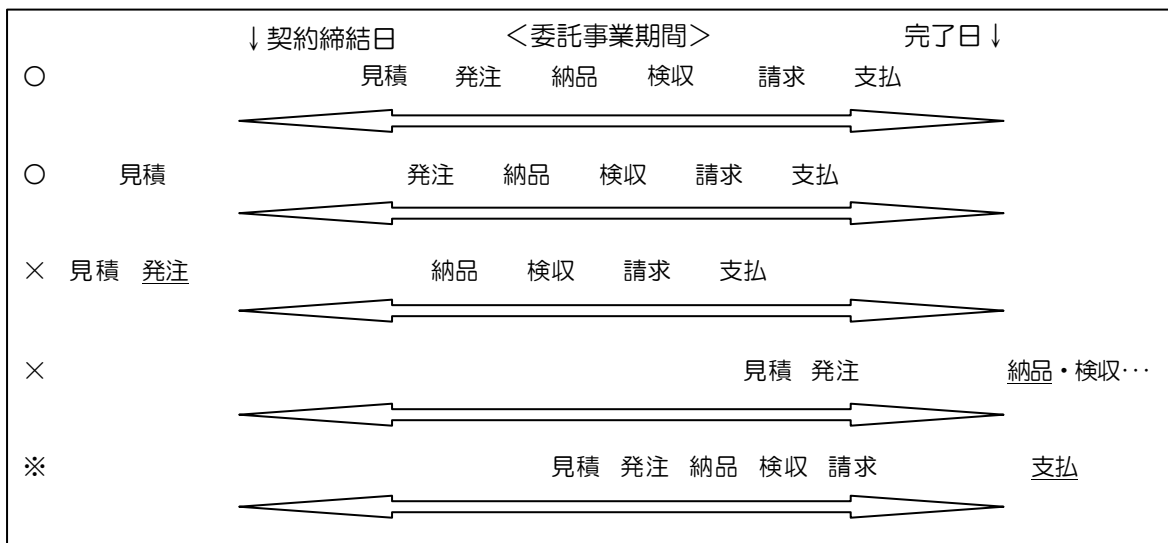 ↓契約締結日 ＜委託事業期間＞ 完了日↓
○ 見積 発注 納品 検収 請求 支払
○ 見積 発注 納品 検収 請求 支払
× 見積 発注 納品 検収 請求 支払
× 見積 発注 納品・検収･･･
※ 見積 発注 納品 検収 請求 支払